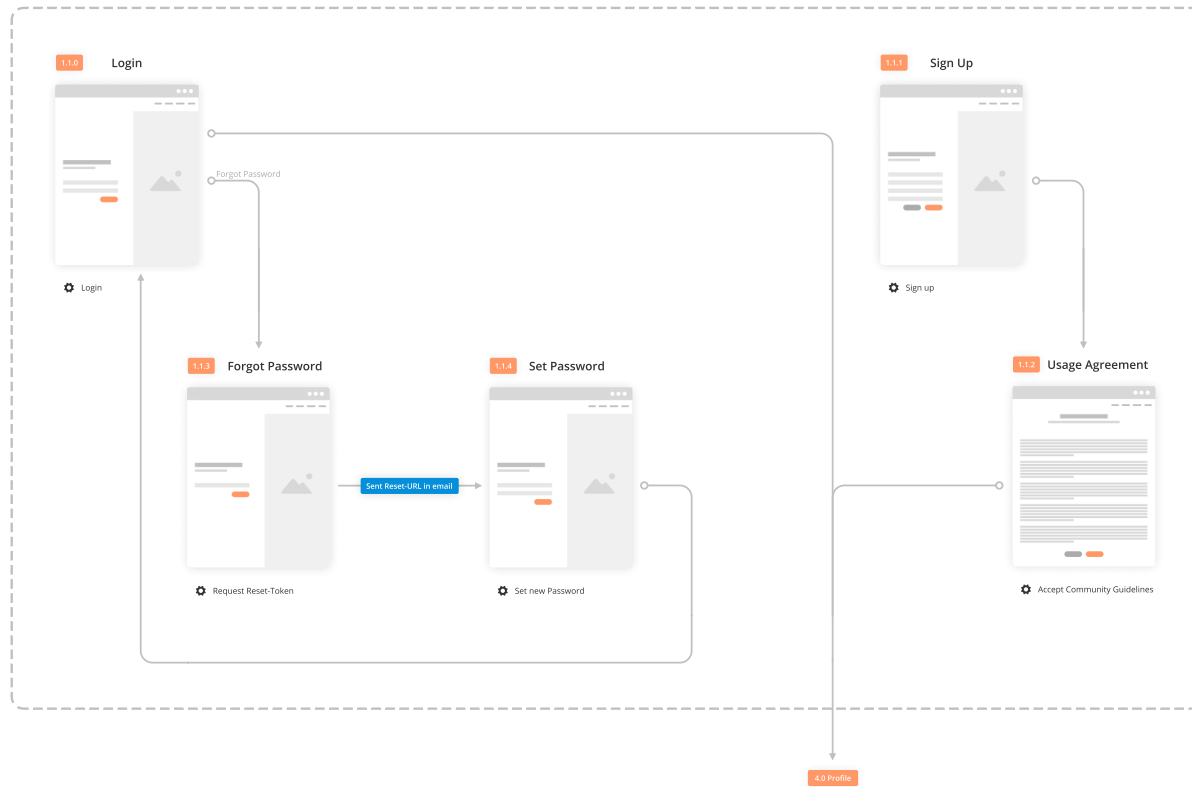 1.1.0 Login
1.1.1 Sign Up
Forgot Password
Login
Sign up
1.1.3 Forgot Password
1.1.4 Set Password
1.1.2 Usage Agreement
Sent Reset-URL in email
Request Reset-Token
Set new Password
Accept Community Guidelines
4.0 Profile